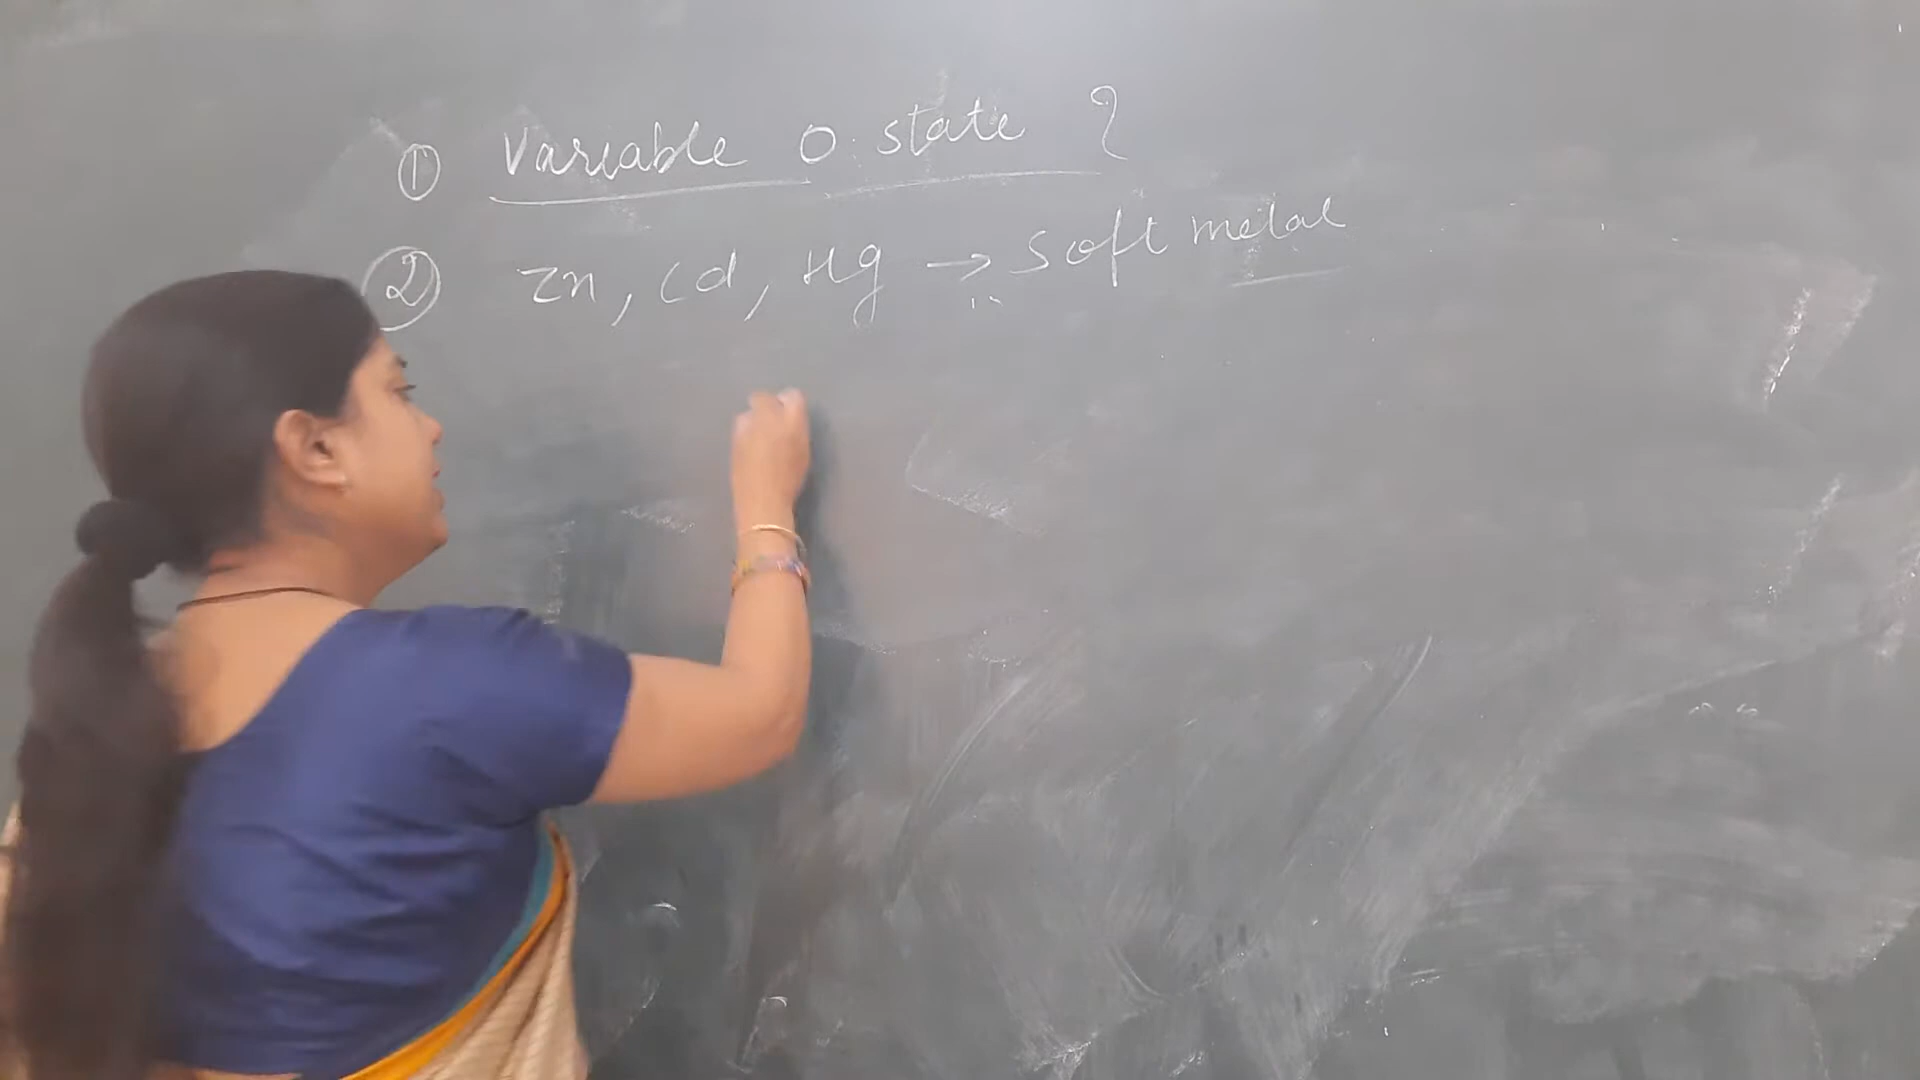 ① Variable O. state ?
② Zn, Cd, Hg → Soft metal